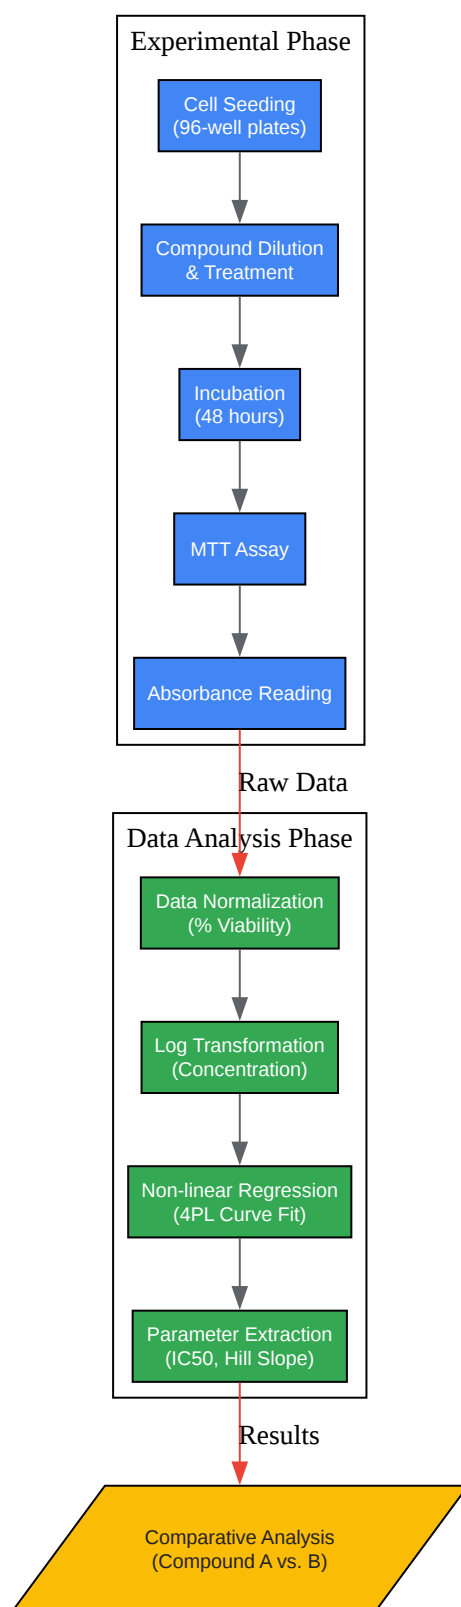 Experimental Phase
Cell Seeding
(96-well plates)
Compound Dilution
& Treatment
Incubation
(48 hours)
MTT Assay
Absorbance Reading
Raw Data
Data Analysis Phase
Data Normalization
(% Viability)
Log Transformation
(Concentration)
Non-linear Regression
(4PL Curve Fit)
Parameter Extraction
(IC50, Hill Slope)
Results
Comparative Analysis
(Compound A vs. B)